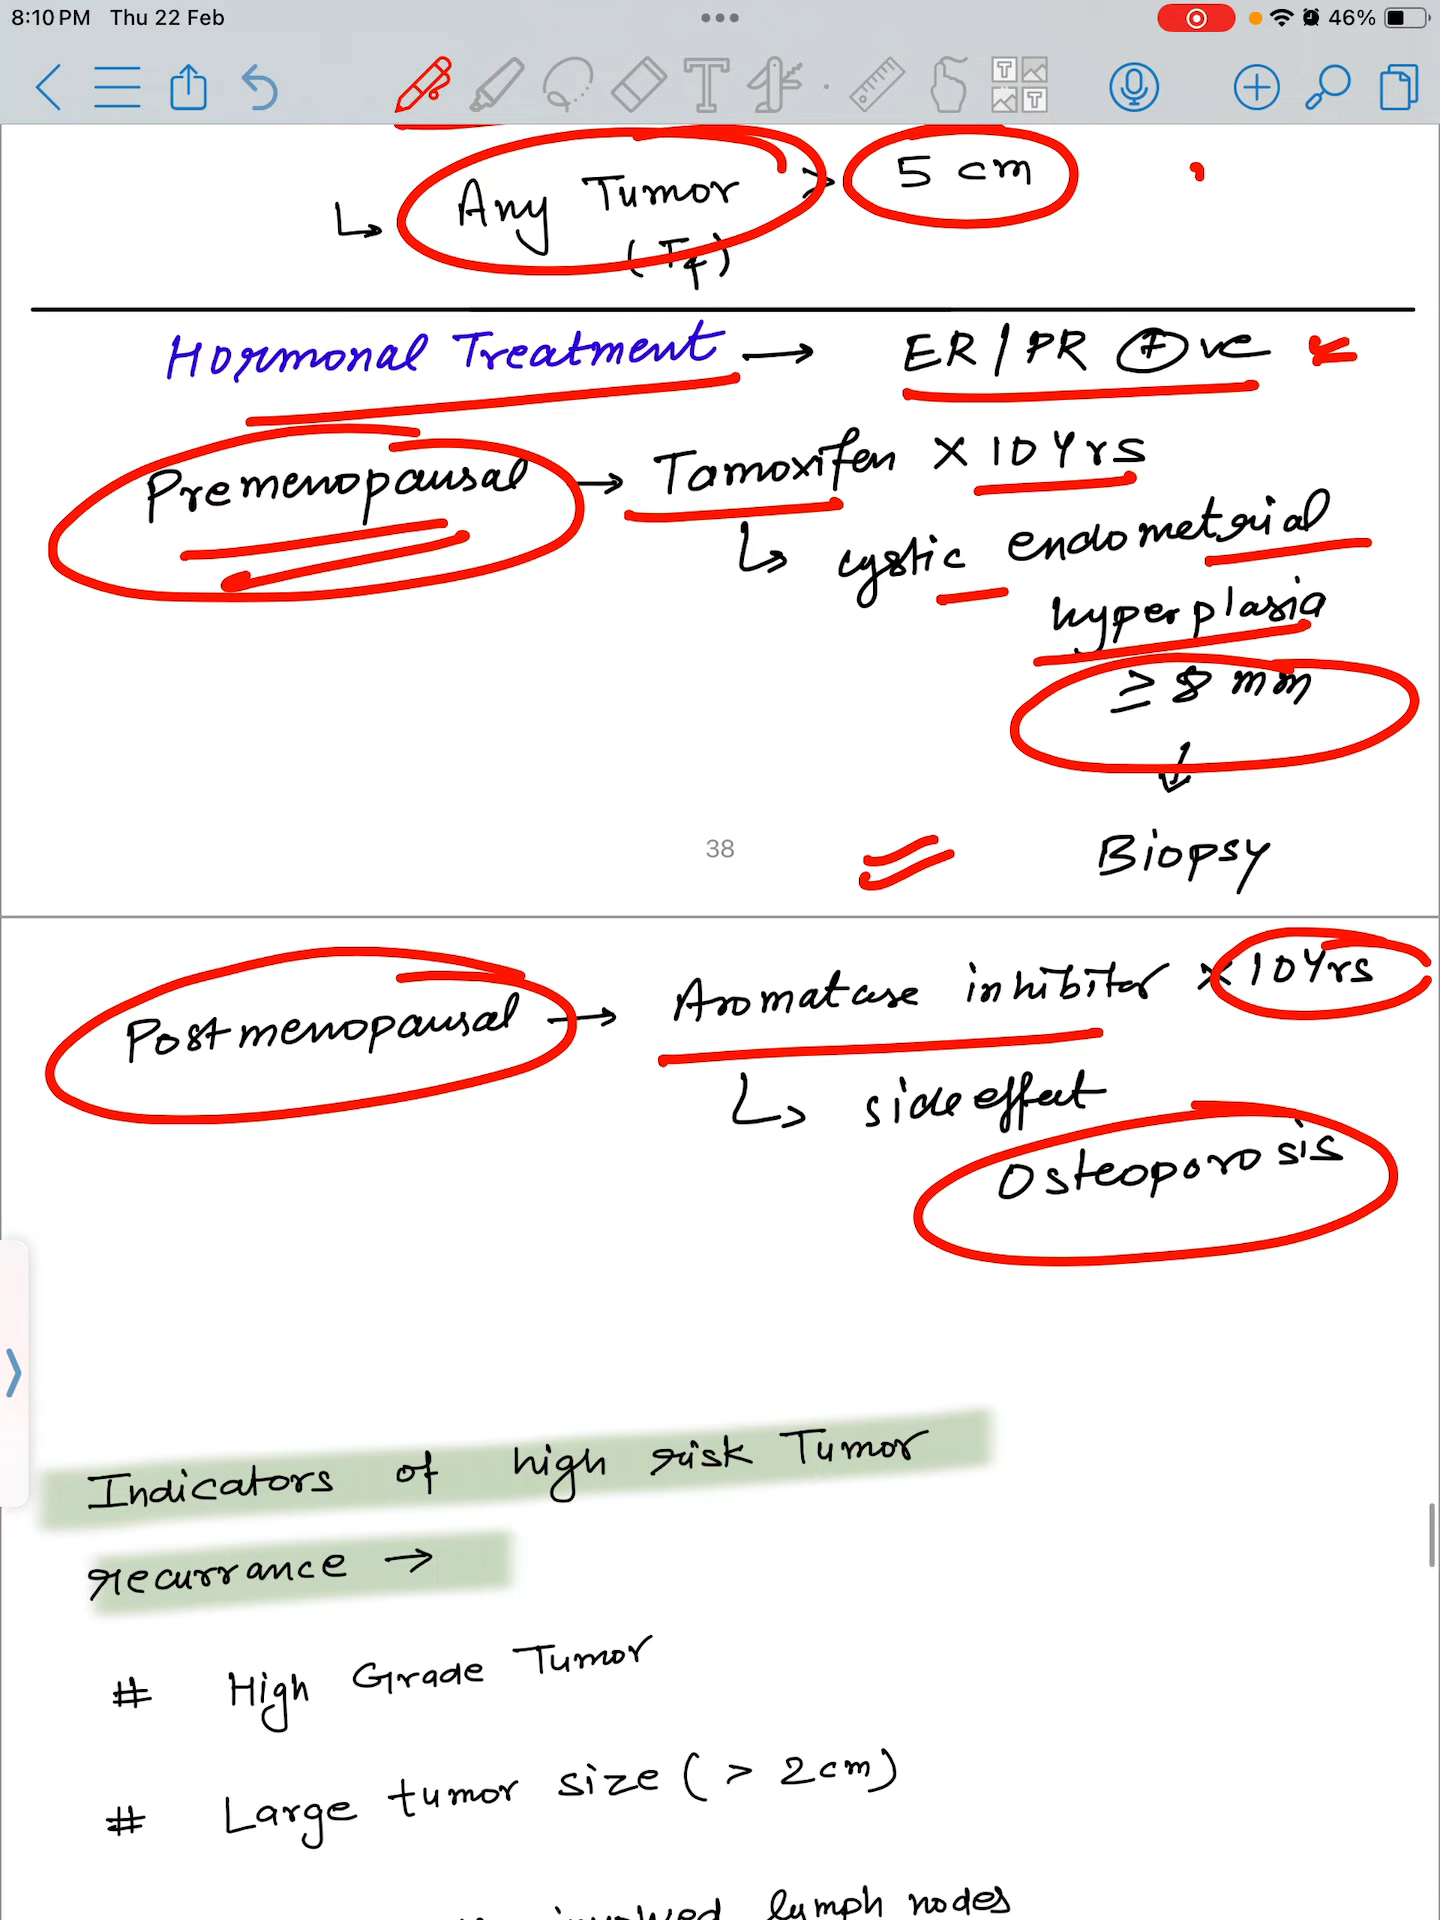 8:10 PM Thu 22 Feb
46%
↳ Any Tumor > 5 cm
(T4)
Hormonal Treatment → ER/PR ⊕ve
Premenopausal → Tamoxifen × 10 Yrs
↳ cystic endometrial
hyperplasia
≥ 8 mm
↓
Biopsy
38
Postmenopausal → Aromatase inhibitor × 10 Yrs
↳ side effect
Osteoporosis
Indicators of high risk Tumor
recurrance →
# High Grade Tumor
# Large tumor size ( > 2cm)
involved lymph nodes